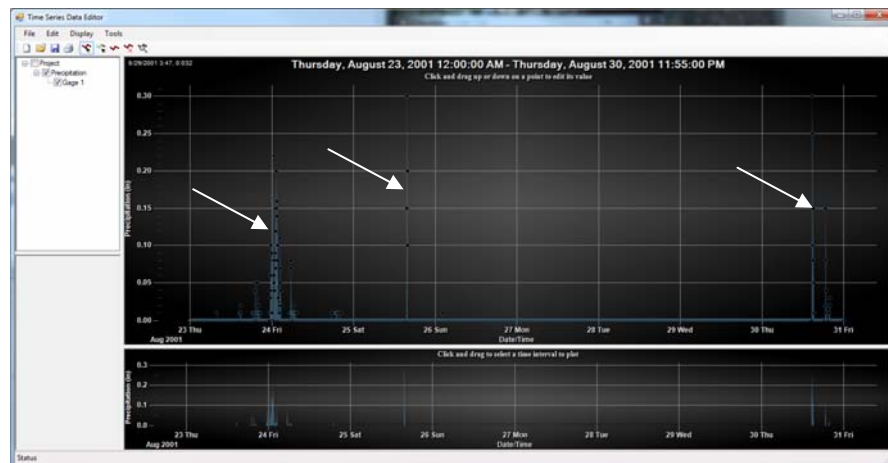 Time Series Data Editor
File Edit Display Tools
Project
Precipitation
Gage 1
8/29/2001 3:47, 0.032
Thursday, August 23, 2001 12:00:00 AM - Thursday, August 30, 2001 11:55:00 PM
Click and drag up or down on a point to edit its value
Precipitation (in)
0.30
0.20
0.15
0.10
0.05
0.00
23 Thu 24 Fri 25 Sat 26 Sun 27 Mon 28 Tue 29 Wed 30 Thu 31 Fri
Aug 2001 Date/Time
Click and drag to select a time interval to plot
Precipitation (in)
0.3
0.2
0.1
0.0
23 Thu 24 Fri 25 Sat 26 Sun 27 Mon 28 Tue 29 Wed 30 Thu 31 Fri
Aug 2001 Date/Time
Status